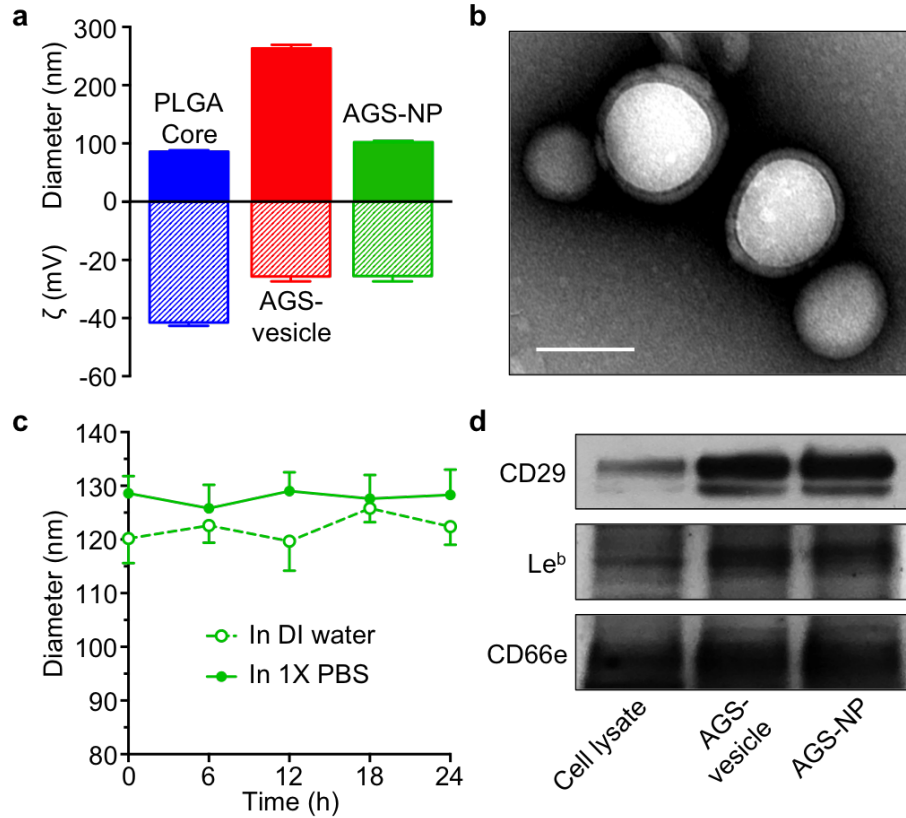 a
300
200
100
0
-20
-40
-60
Diameter (nm)
ζ (mV)
PLGA
Core
AGS-NP
AGS-
vesicle
b
c
140
130
120
110
100
90
80
Diameter (nm)
In DI water
In 1X PBS
0 6 12 18 24
Time (h)
d
CD29
Leᵇ
CD66e
Cell lysate
AGS-
vesicle
AGS-NP